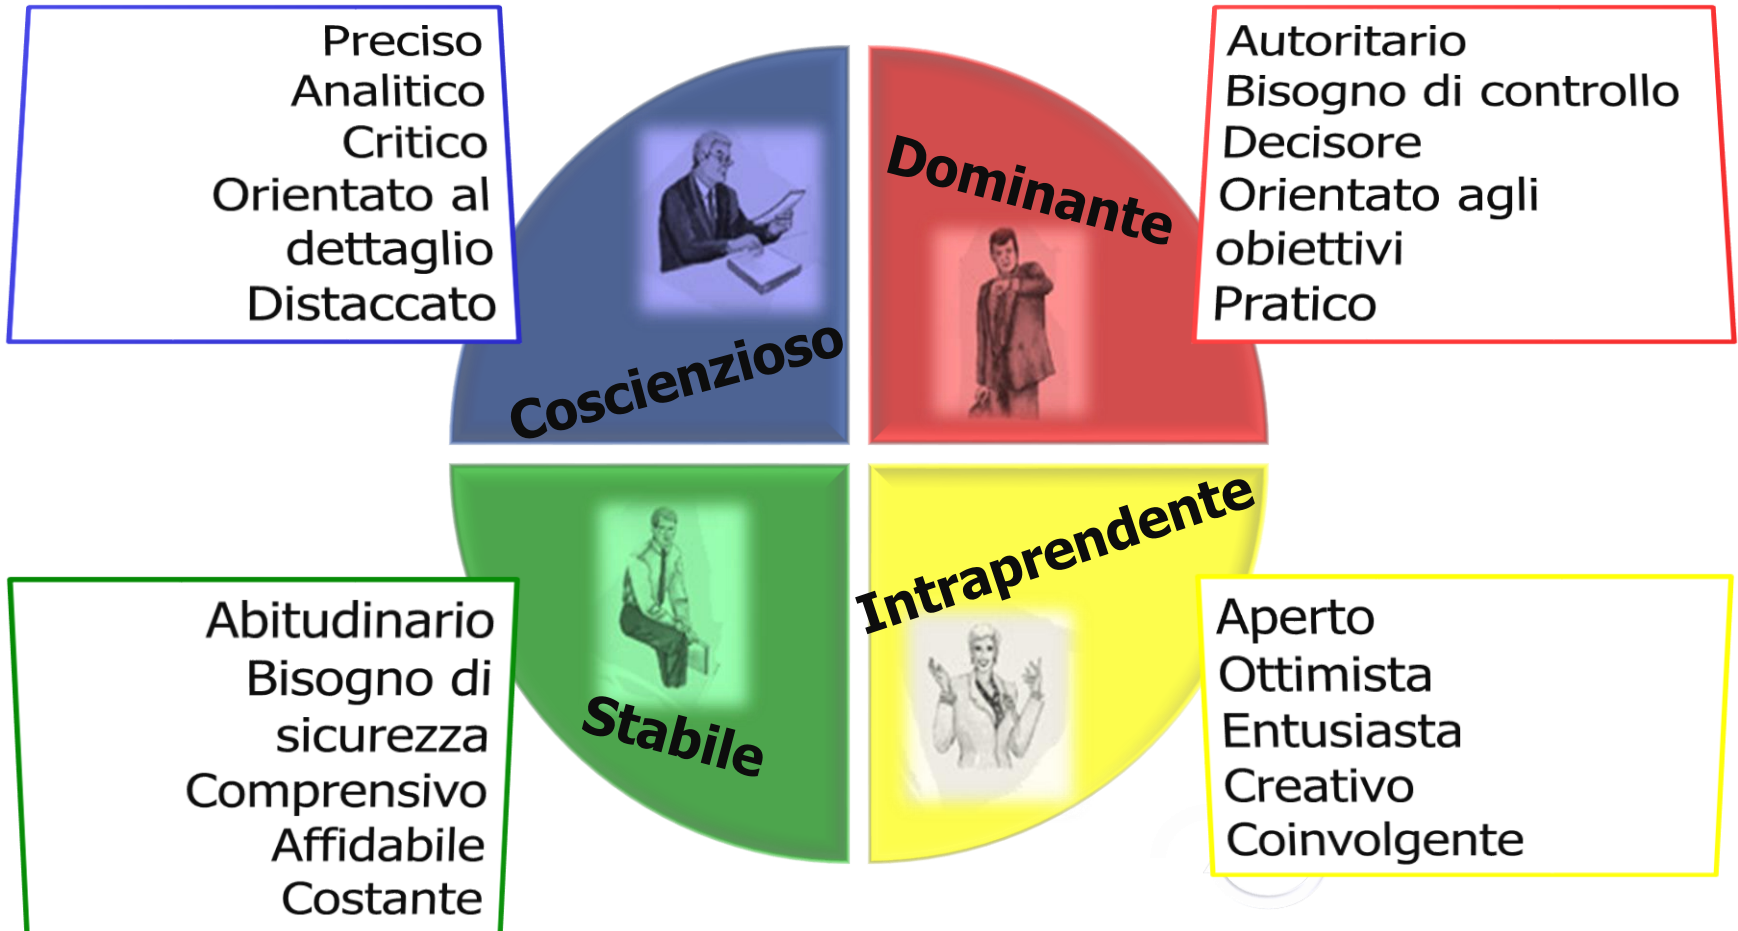 Preciso
Analitico
Critico
Orientato al
dettaglio
Distaccato
Coscienzioso
Dominante
Autoritario
Bisogno di controllo
Decisore
Orientato agli
obiettivi
Pratico
Abitudinario
Bisogno di
sicurezza
Comprensivo
Affidabile
Costante
Stabile
Intraprendente
Aperto
Ottimista
Entusiasta
Creativo
Coinvolgente